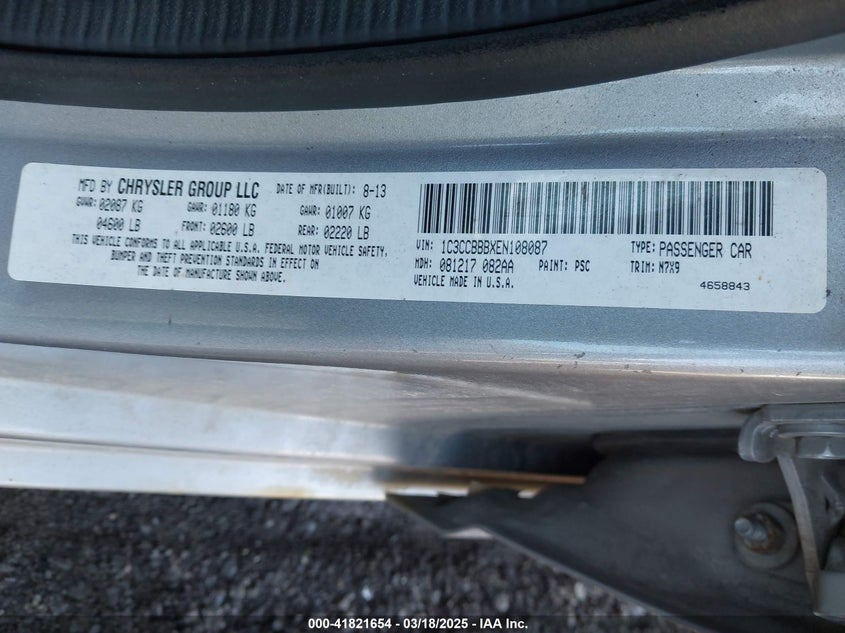 MFD BY CHRYSLER GROUP LLC DATE OF MFR(BUILT): 8-13
GVWR: 02087 KG GAWR: 01180 KG GAWR: 01007 KG
04600 LB FRONT: 02600 LB REAR: 02220 LB
THIS VEHICLE CONFORMS TO ALL APPLICABLE U.S.A. FEDERAL MOTOR VEHICLE SAFETY,
BUMPER AND THEFT PREVENTION STANDARDS IN EFFECT ON
THE DATE OF MANUFACTURE SHOWN ABOVE.
VIN: 1C3CCBBBXEN108087 TYPE: PASSENGER CAR
MDH: 081217 082AA PAINT: PSC TRIM: N7X9
VEHICLE MADE IN U.S.A. 4658843
000-41821654 - 03/18/2025 - IAA Inc.